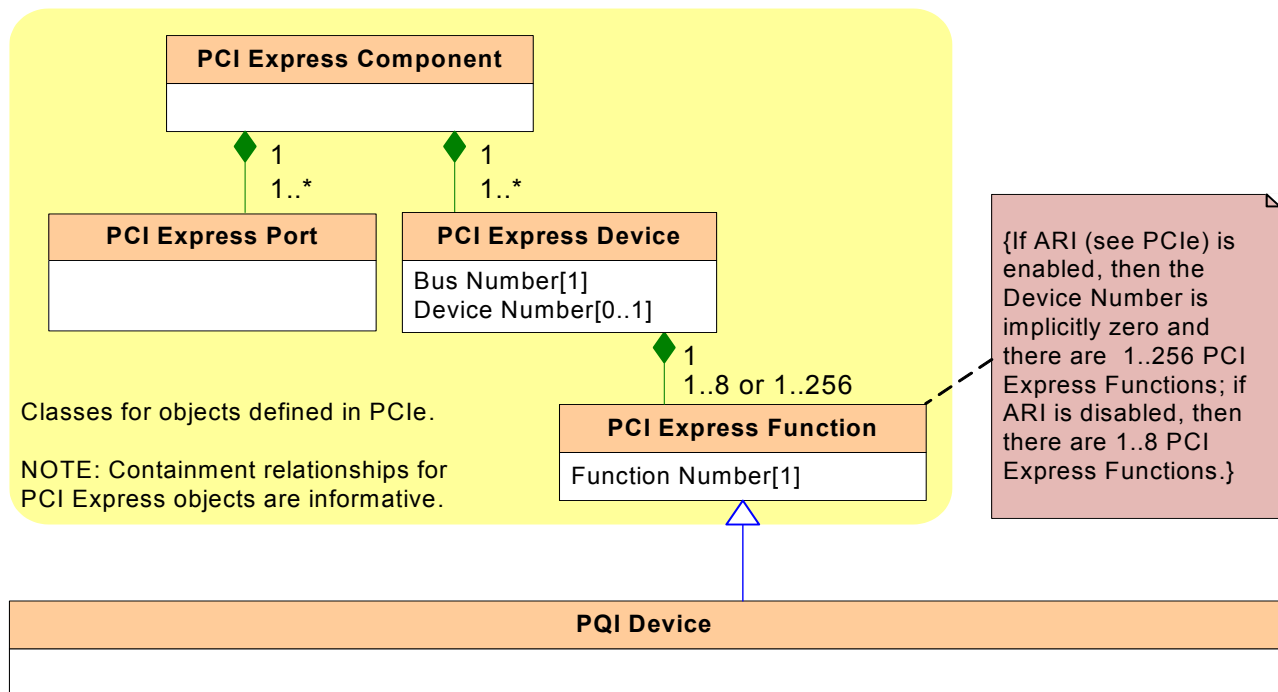 PCI Express Component
1
1..*
1
1..*
PCI Express Port
PCI Express Device
Bus Number[1]
Device Number[0..1]
1
1..8 or 1..256
Classes for objects defined in PCIe.
NOTE: Containment relationships for
PCI Express objects are informative.
PCI Express Function
Function Number[1]
{If ARI (see PCIe) is
enabled, then the
Device Number is
implicitly zero and
there are 1..256 PCI
Express Functions; if
ARI is disabled, then
there are 1..8 PCI
Express Functions.}
PQI Device